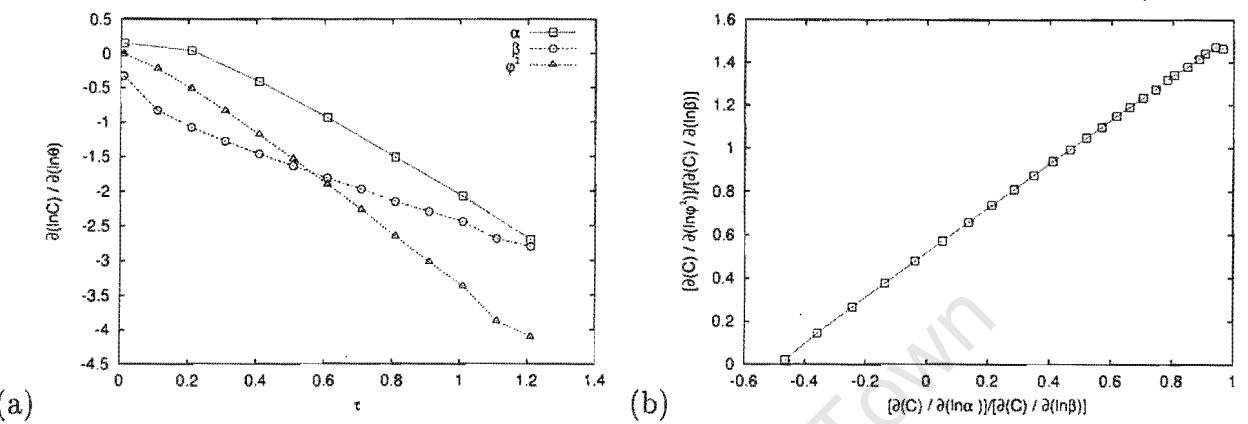 0.5
0
-0.5
-1
-1.5
-2
-2.5
-3
-3.5
-4
-4.5
∂(lnC) / ∂(lnθ)
α
β
φ²
0 0.2 0.4 0.6 0.8 1 1.2 1.4
τ
(a)
1.6
1.4
1.2
1
0.8
0.6
0.4
0.2
0
[∂(C) / ∂(lnφ²)]/[∂(C) / ∂(lnβ)]
-0.6 -0.4 -0.2 0 0.2 0.4 0.6 0.8 1
[∂(C) / ∂(lnα )]/[∂(C) / ∂(lnβ)]
(b)
Town